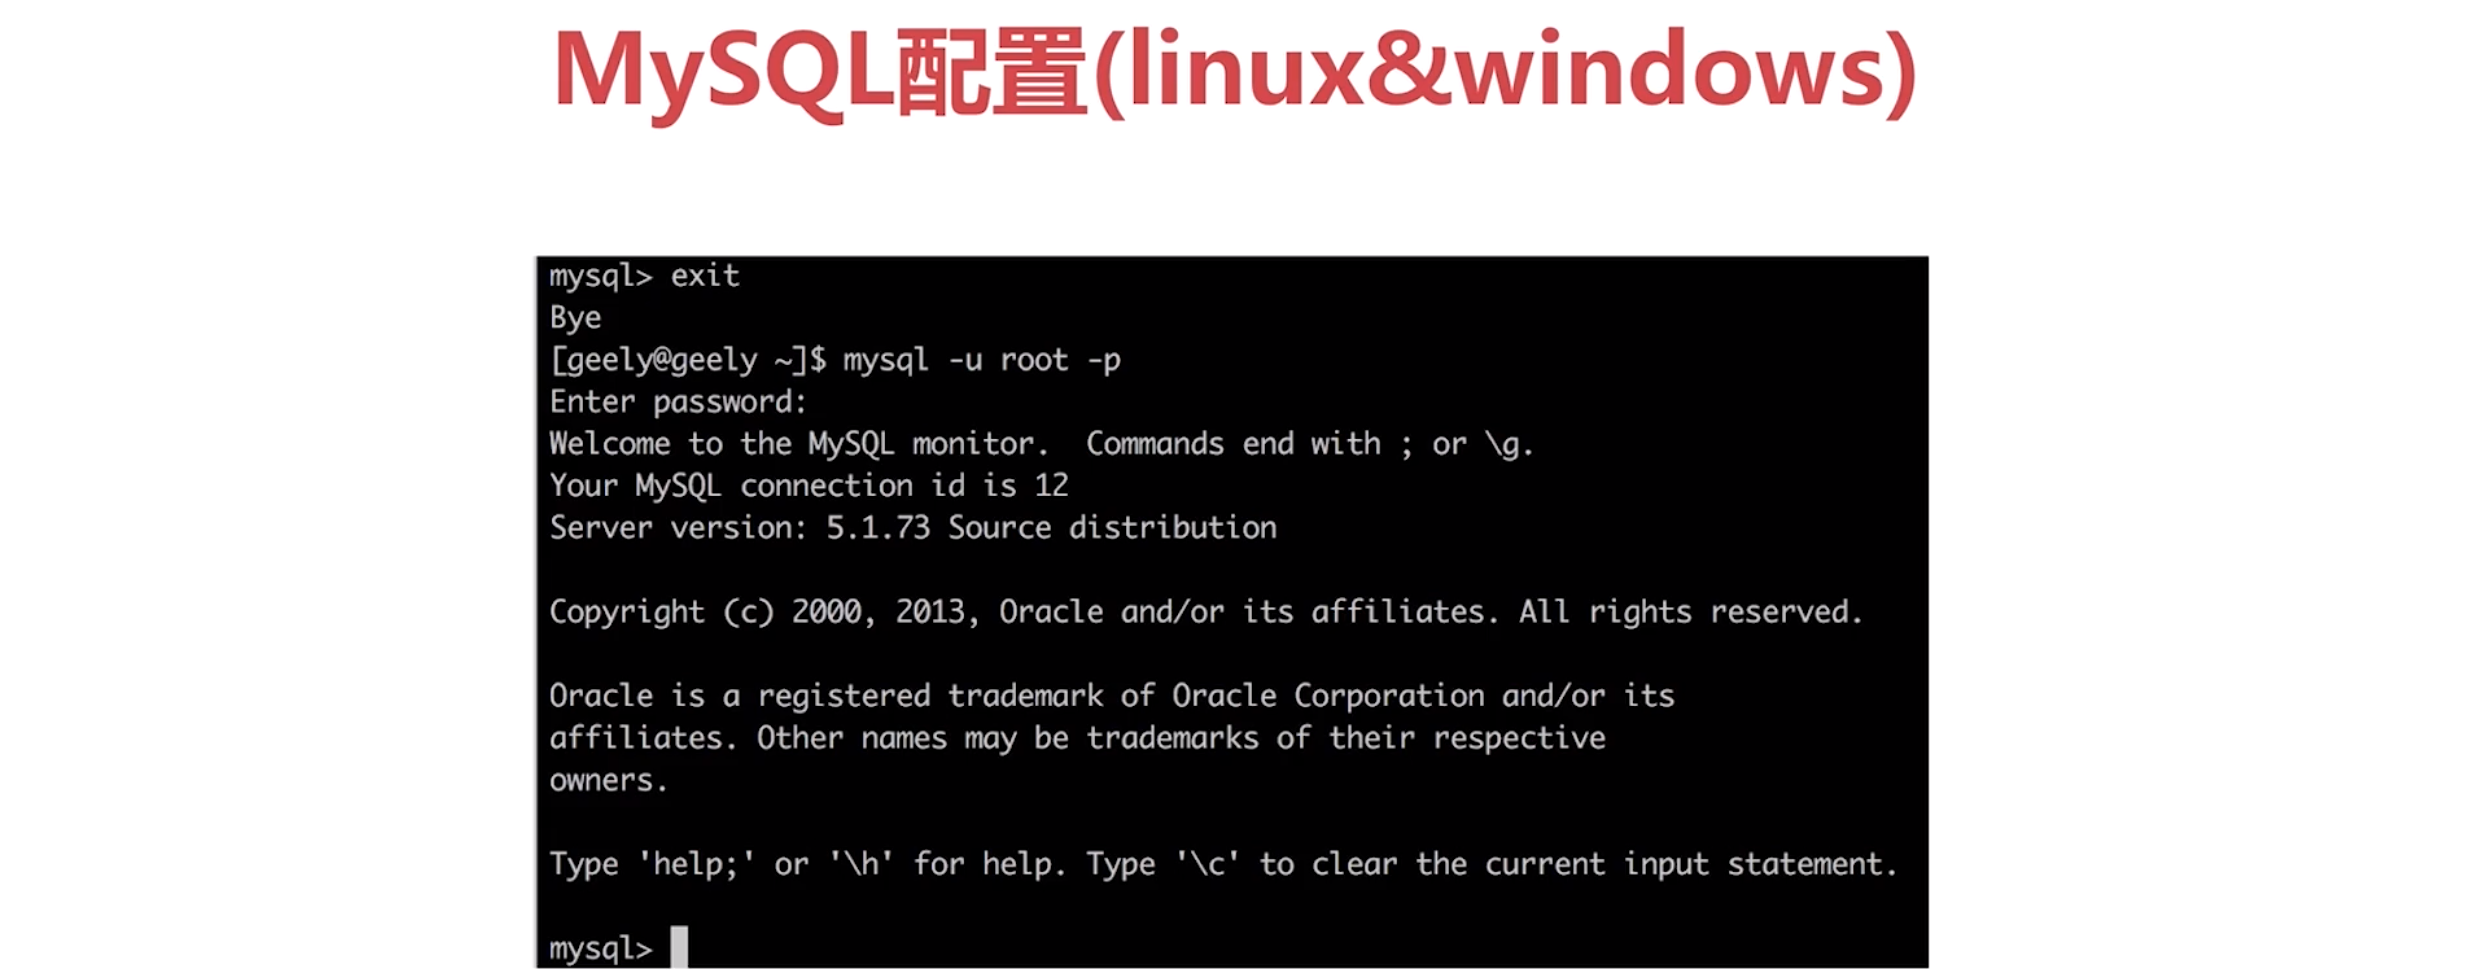 MySQL配置(linux&windows)
mysql> exit
Bye
[geely@geely ~]$ mysql -u root -p
Enter password:
Welcome to the MySQL monitor.  Commands end with ; or \g.
Your MySQL connection id is 12
Server version: 5.1.73 Source distribution
Copyright (c) 2000, 2013, Oracle and/or its affiliates. All rights reserved.
Oracle is a registered trademark of Oracle Corporation and/or its
affiliates. Other names may be trademarks of their respective
owners.
Type 'help;' or '\h' for help. Type '\c' to clear the current input statement.
mysql>